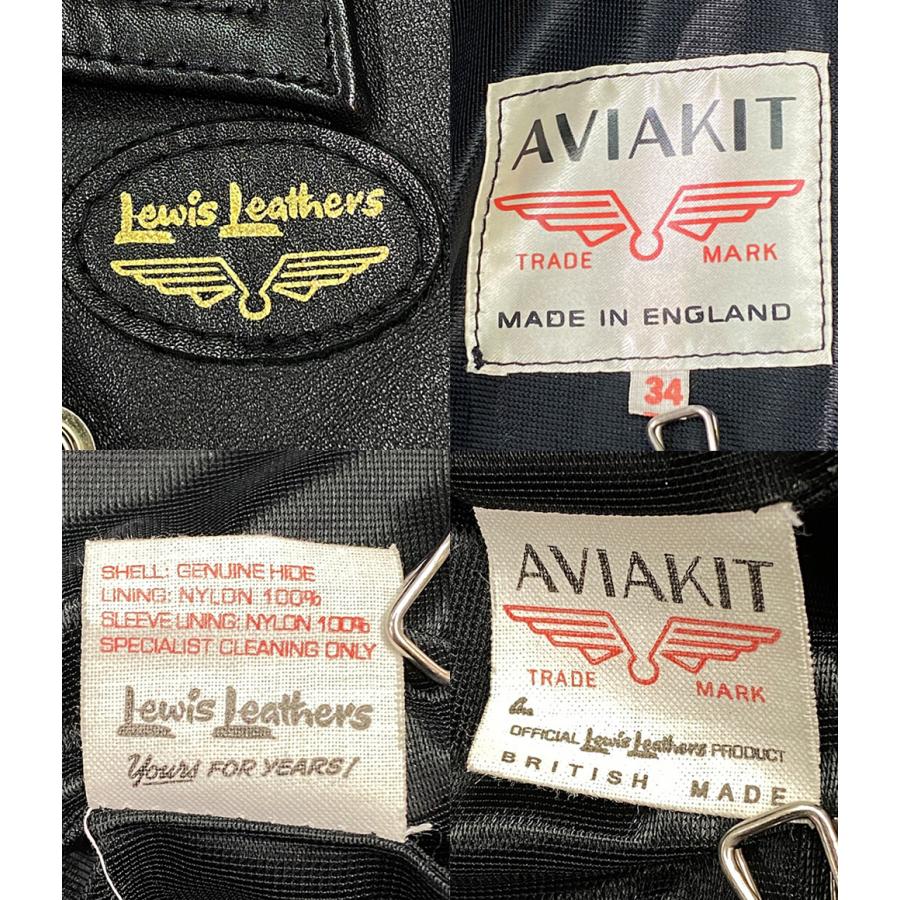 Lewis Leathers
AVIAKIT
TRADE MARK
MADE IN ENGLAND
34
SHELL: GENUINE HIDE
LINING: NYLON 100%
SLEEVE LINING: NYLON 100%
SPECIALIST CLEANING ONLY
Lewis Leathers
Yours FOR YEARS!
AVIAKIT
TRADE MARK
An
OFFICIAL Lewis Leathers PRODUCT
BRITISH MADE